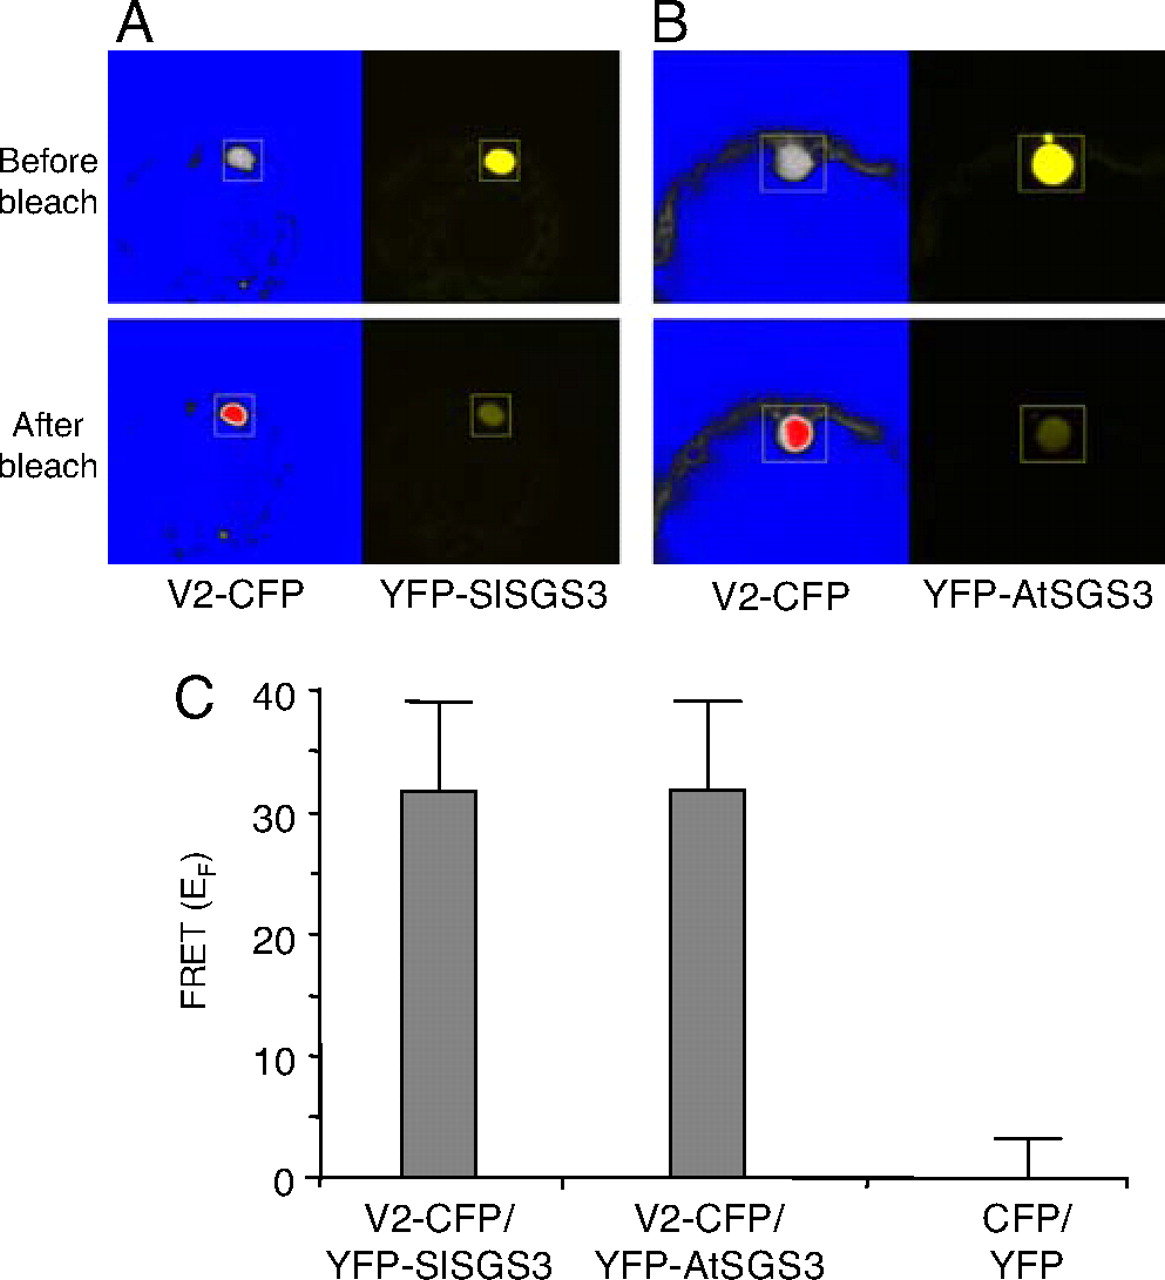 A
B
Before
bleach
After
bleach
V2-CFP
YFP-SlSGS3
V2-CFP
YFP-AtSGS3
C
FRET (EF)
40
30
20
10
0
V2-CFP/
YFP-SlSGS3
V2-CFP/
YFP-AtSGS3
CFP/
YFP